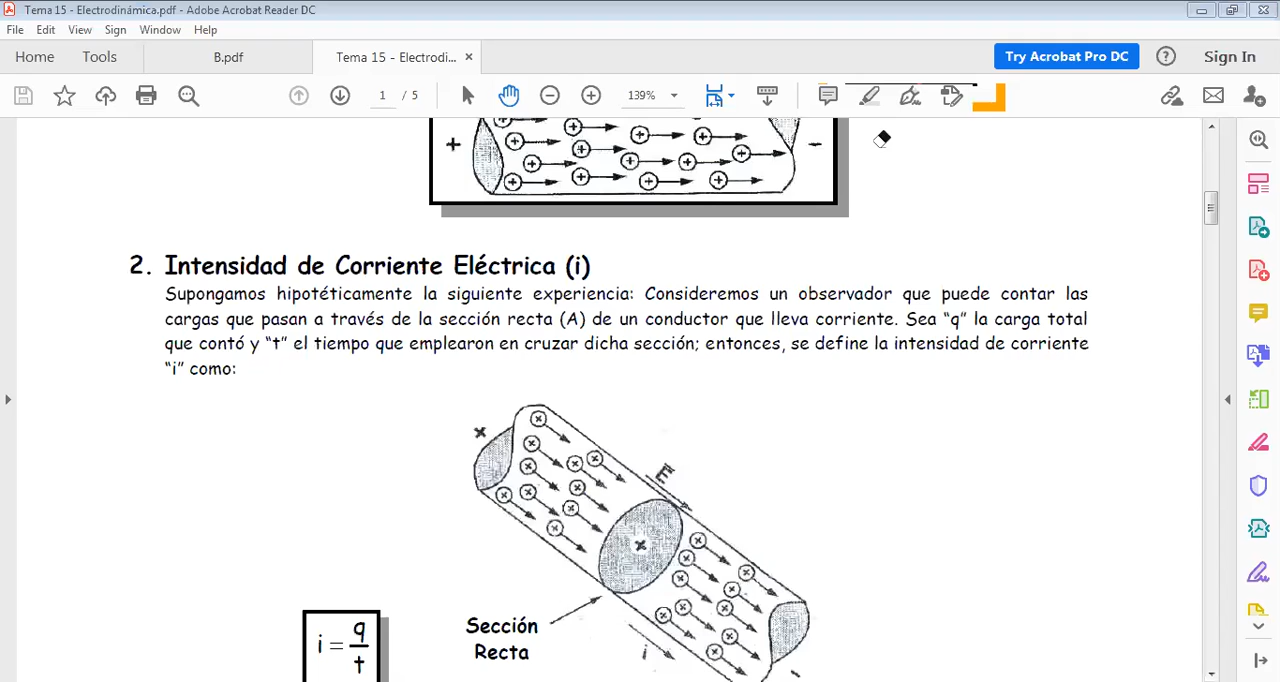 Tema 15 - Electrodinámica.pdf - Adobe Acrobat Reader DC
File Edit View Sign Window Help
Home Tools B.pdf Tema 15 - Electrodi... × Try Acrobat Pro DC ? Sign In
1 / 5 139%
+ -
2. Intensidad de Corriente Eléctrica (i)
Supongamos hipotéticamente la siguiente experiencia: Consideremos un observador que puede contar las
cargas que pasan a través de la sección recta (A) de un conductor que lleva corriente. Sea “q” la carga total
que contó y “t” el tiempo que emplearon en cruzar dicha sección; entonces, se define la intensidad de corriente
“i” como:
E
Sección
Recta
i
i = q
t